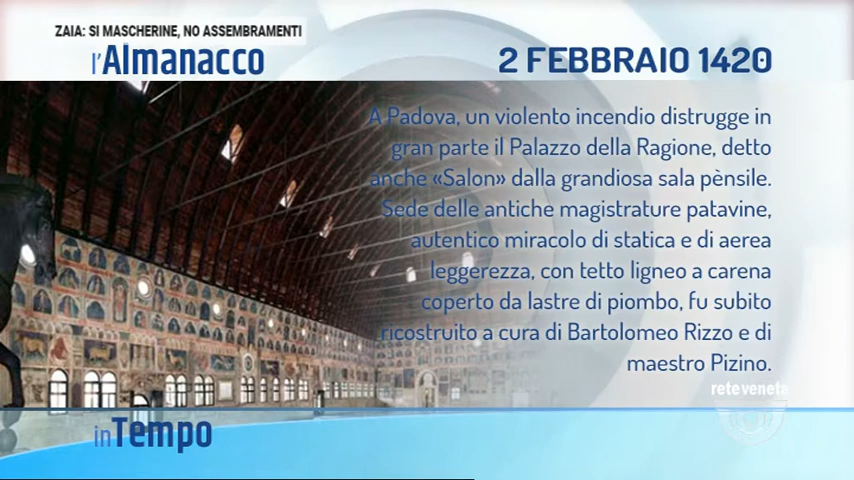 ZAIA: SI MASCHERINE, NO ASSEMBRAMENTI
l'Almanacco
2 FEBBRAIO 1420
A Padova, un violento incendio distrugge in
gran parte il Palazzo della Ragione, detto
anche «Salon» dalla grandiosa sala pènsile.
Sede delle antiche magistrature patavine,
autentico miracolo di statica e di aerea
leggerezza, con tetto ligneo a carena
coperto da lastre di piombo, fu subito
ricostruito a cura di Bartolomeo Rizzo e di
maestro Pizino.
reteveneta
inTempo